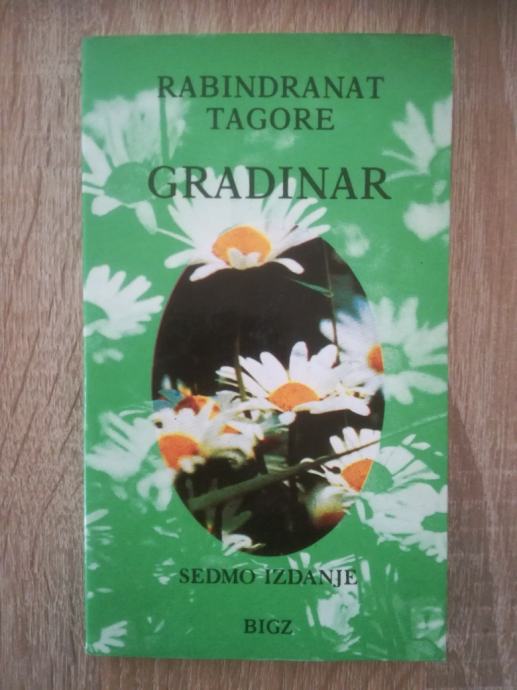 RABINDRANAT
TAGORE
GRADINAR
SEDMO IZDANJE
BIGZ